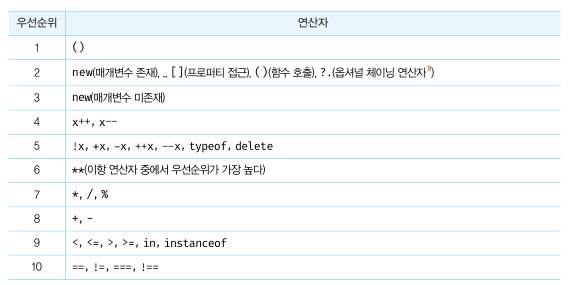 우선순위 연산자
1 ()
2 new(매개변수 존재), ., [](프로퍼티 접근), ()(함수 호출), ?.(옵셔널 체이닝 연산자⁹)
3 new(매개변수 미존재)
4 x++, x--
5 !x, +x, -x, ++x, --x, typeof, delete
6 **(이항 연산자 중에서 우선순위가 가장 높다)
7 *, /, %
8 +, -
9 <, <=, >, >=, in, instanceof
10 ==, !=, ===, !==